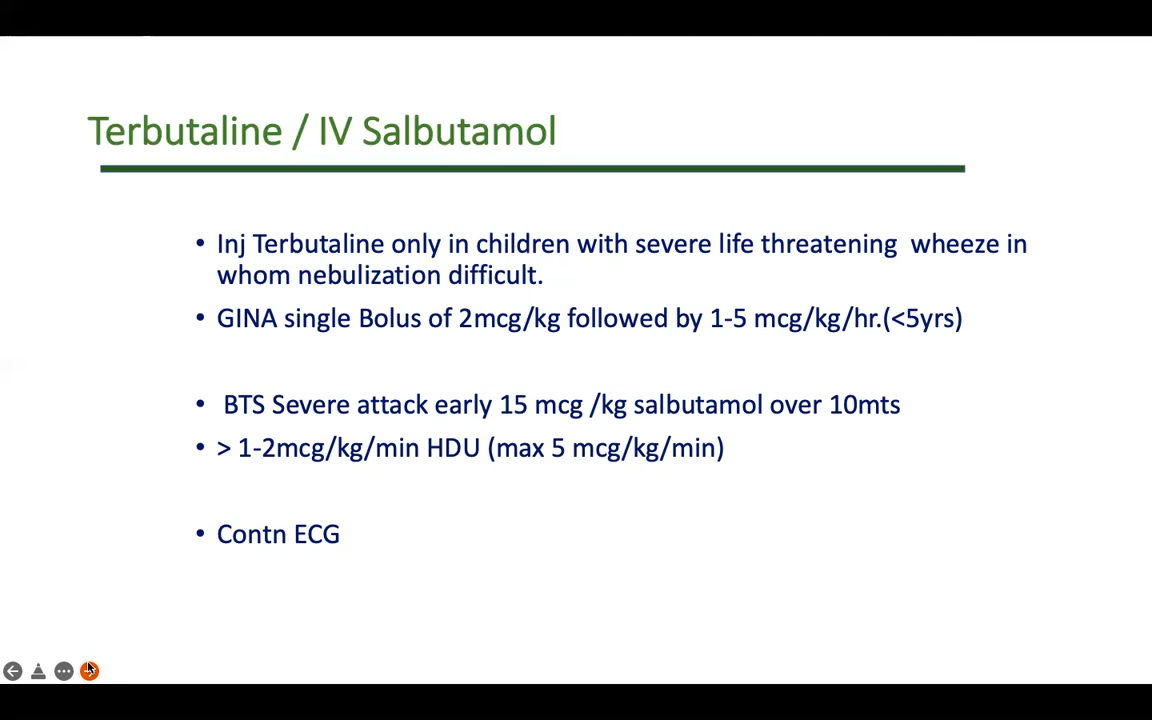 Terbutaline / IV Salbutamol
• Inj Terbutaline only in children with severe life threatening  wheeze in
whom nebulization difficult.
• GINA single Bolus of 2mcg/kg followed by 1-5 mcg/kg/hr.(<5yrs)
• BTS Severe attack early 15 mcg /kg salbutamol over 10mts
• > 1-2mcg/kg/min HDU (max 5 mcg/kg/min)
• Contn ECG